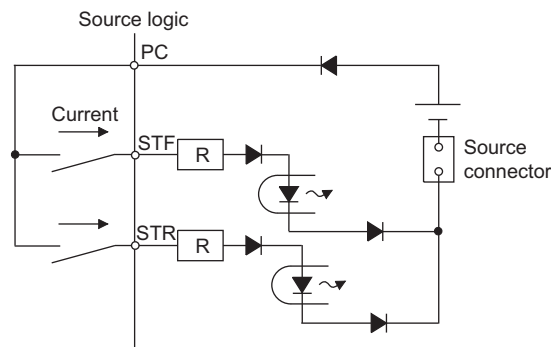 Source logic
PC
Current
STF
R
Source
connector
STR
R